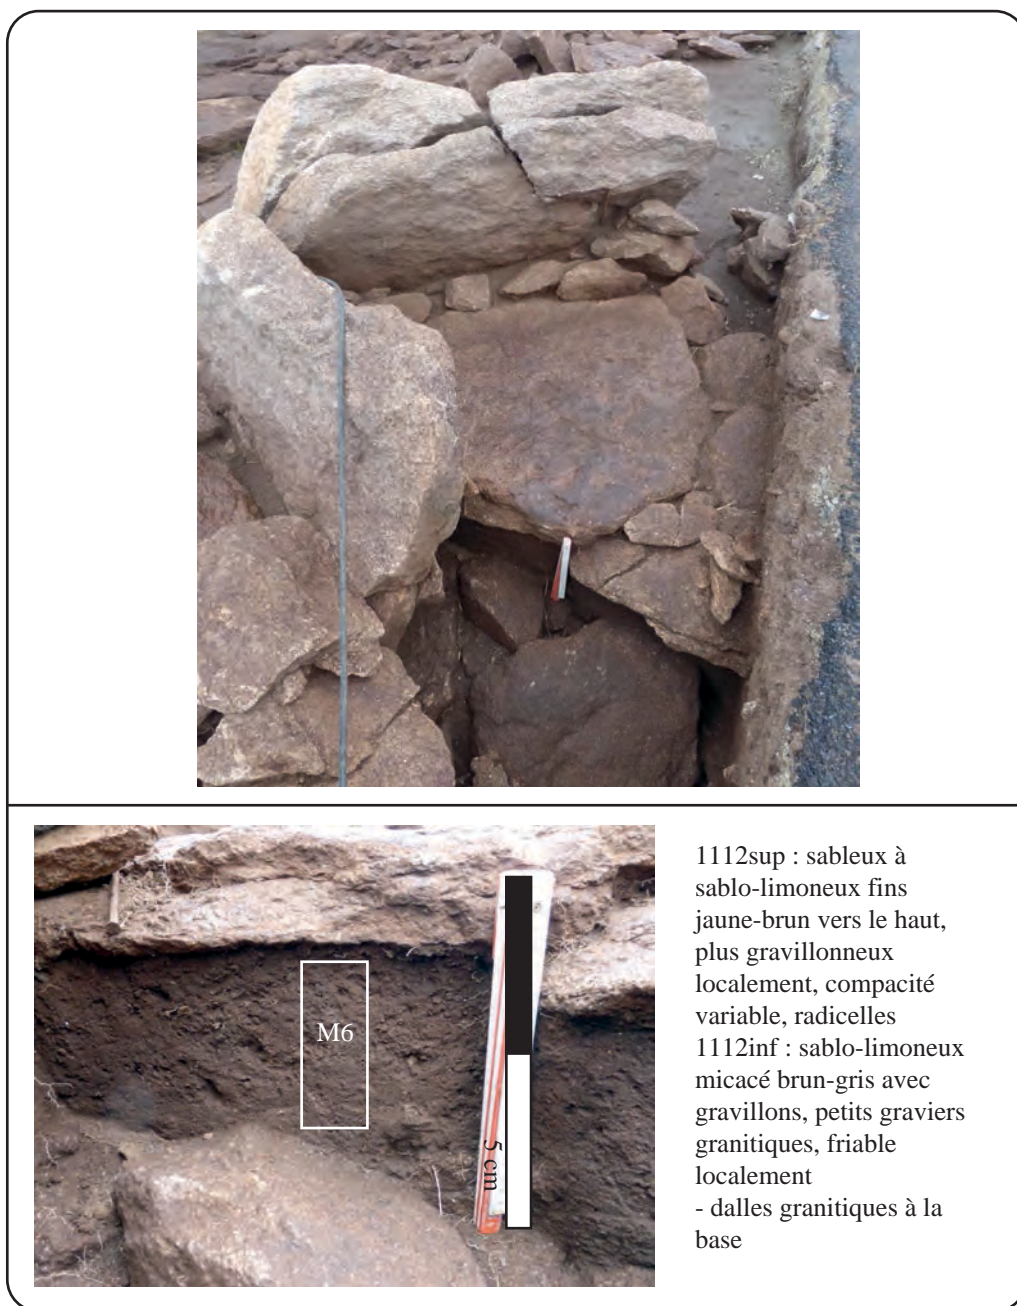 M6
5 cm
1112sup : sableux à
sablo-limoneux fins
jaune-brun vers le haut,
plus gravillonneux
localement, compacité
variable, radicelles
1112inf : sablo-limoneux
micacé brun-gris avec
gravillons, petits graviers
granitiques, friable
localement
- dalles granitiques à la
base